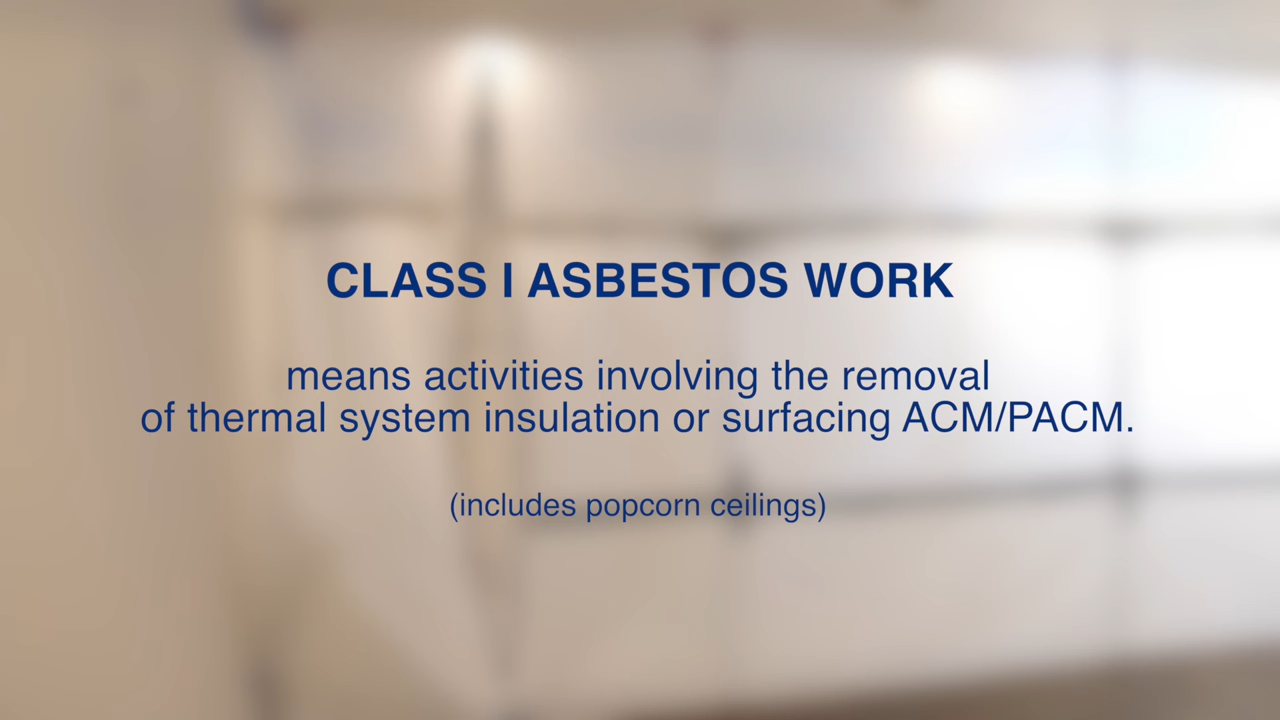 CLASS I ASBESTOS WORK
means activities involving the removal
of thermal system insulation or surfacing ACM/PACM.
(includes popcorn ceilings)